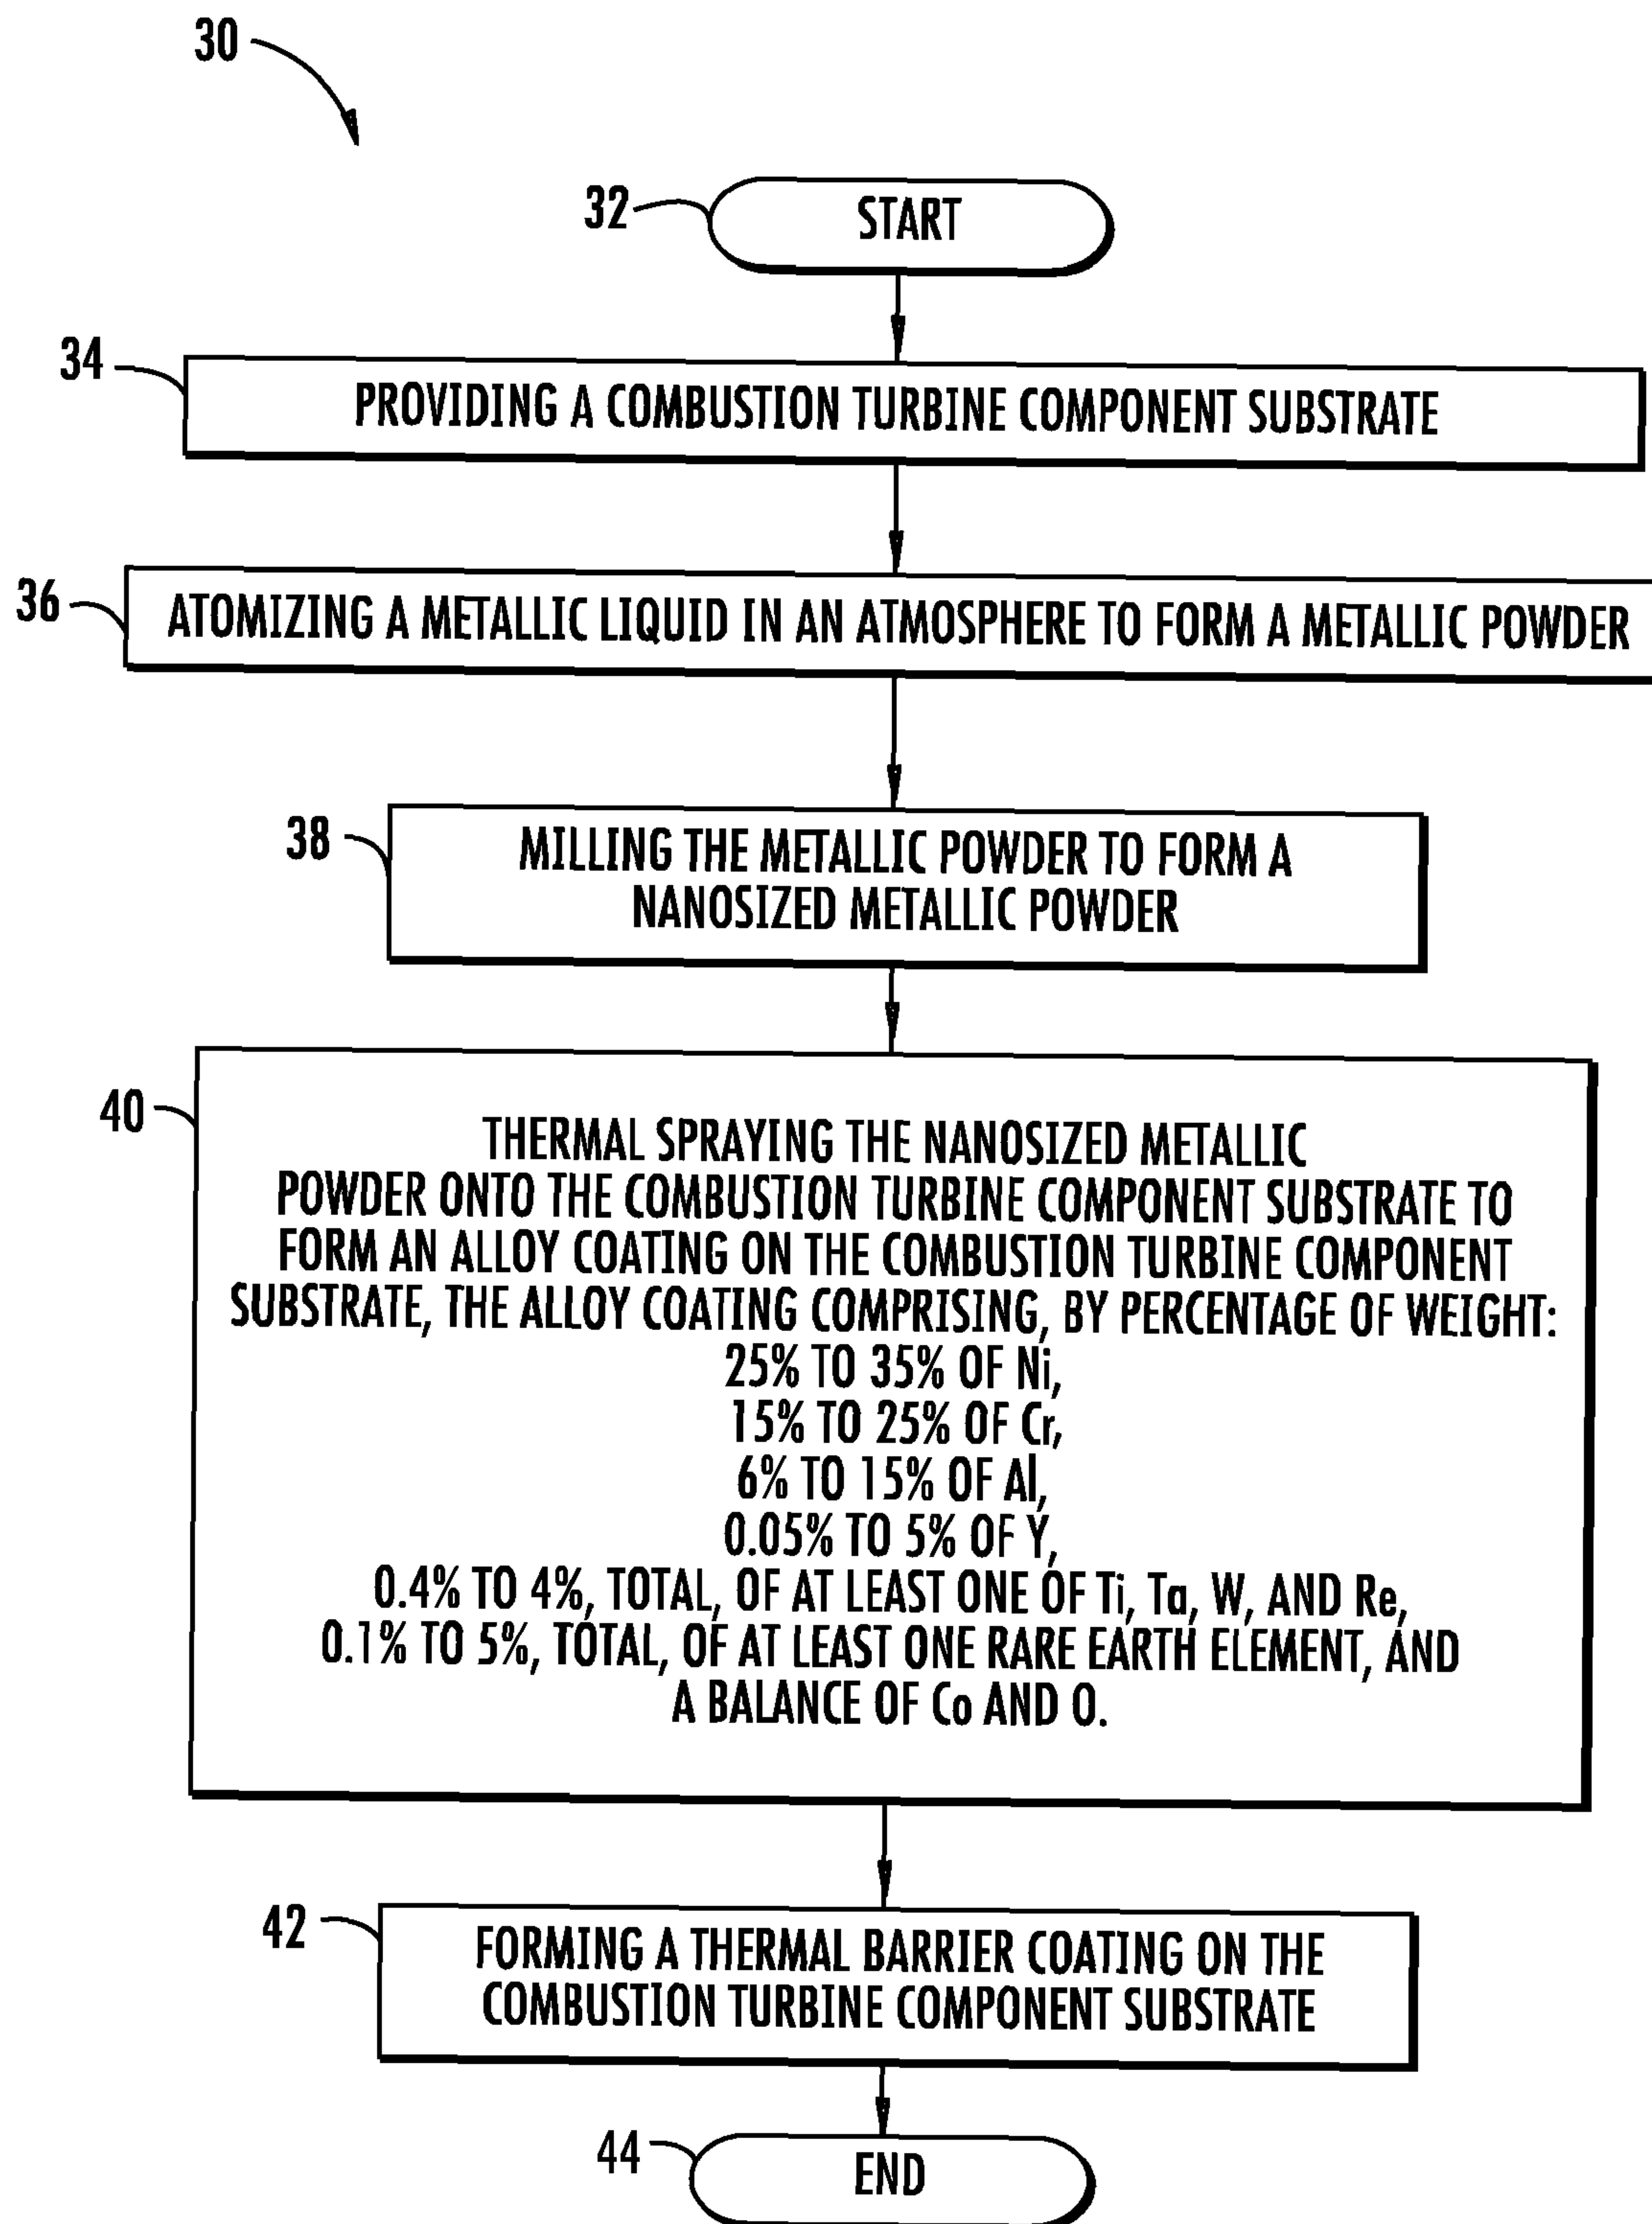 30
32
START
34
PROVIDING A COMBUSTION TURBINE COMPONENT SUBSTRATE
36
ATOMIZING A METALLIC LIQUID IN AN ATMOSPHERE TO FORM A METALLIC POWDER
38
MILLING THE METALLIC POWDER TO FORM A
NANOSIZED METALLIC POWDER
40
THERMAL SPRAYING THE NANOSIZED METALLIC
POWDER ONTO THE COMBUSTION TURBINE COMPONENT SUBSTRATE TO
FORM AN ALLOY COATING ON THE COMBUSTION TURBINE COMPONENT
SUBSTRATE, THE ALLOY COATING COMPRISING, BY PERCENTAGE OF WEIGHT:
25% TO 35% OF Ni,
15% TO 25% OF Cr,
6% TO 15% OF Al,
0.05% TO 5% OF Y,
0.4% TO 4%, TOTAL, OF AT LEAST ONE OF Ti, Ta, W, AND Re,
0.1% TO 5%, TOTAL, OF AT LEAST ONE RARE EARTH ELEMENT, AND
A BALANCE OF Co AND O.
42
FORMING A THERMAL BARRIER COATING ON THE
COMBUSTION TURBINE COMPONENT SUBSTRATE
44
END